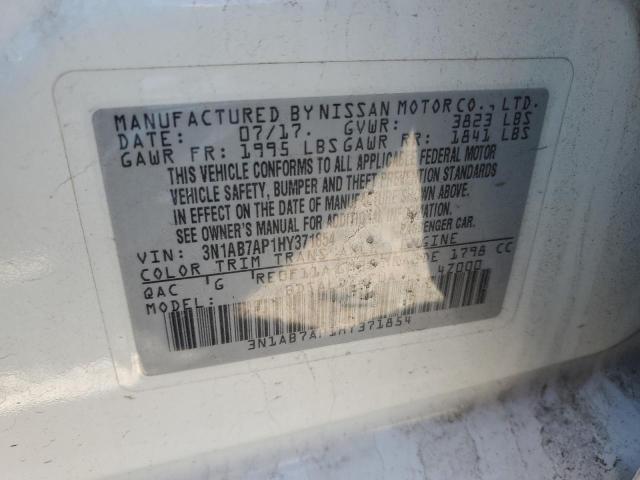 MANUFACTURED BY NISSAN MOTOR CO., LTD.
DATE: 07/17. GVWR: 3823 LBS
GAWR FR: 1995 LBS GAWR RR: 1841 LBS
THIS VEHICLE CONFORMS TO ALL APPLICABLE FEDERAL MOTOR
VEHICLE SAFETY, BUMPER AND THEFT PREVENTION STANDARDS
IN EFFECT ON THE DATE OF MANUFACTURE SHOWN ABOVE.
SEE OWNER'S MANUAL FOR ADDITIONAL INFORMATION.
VIN: 3N1AB7AP1HY371854 PASSENGER CAR
COLOR TRIM TRANS AXLE ENGINE
QAC G RE0F11A 1798 CC
MODEL: 4Z000
3N1AB7AP1HY371854